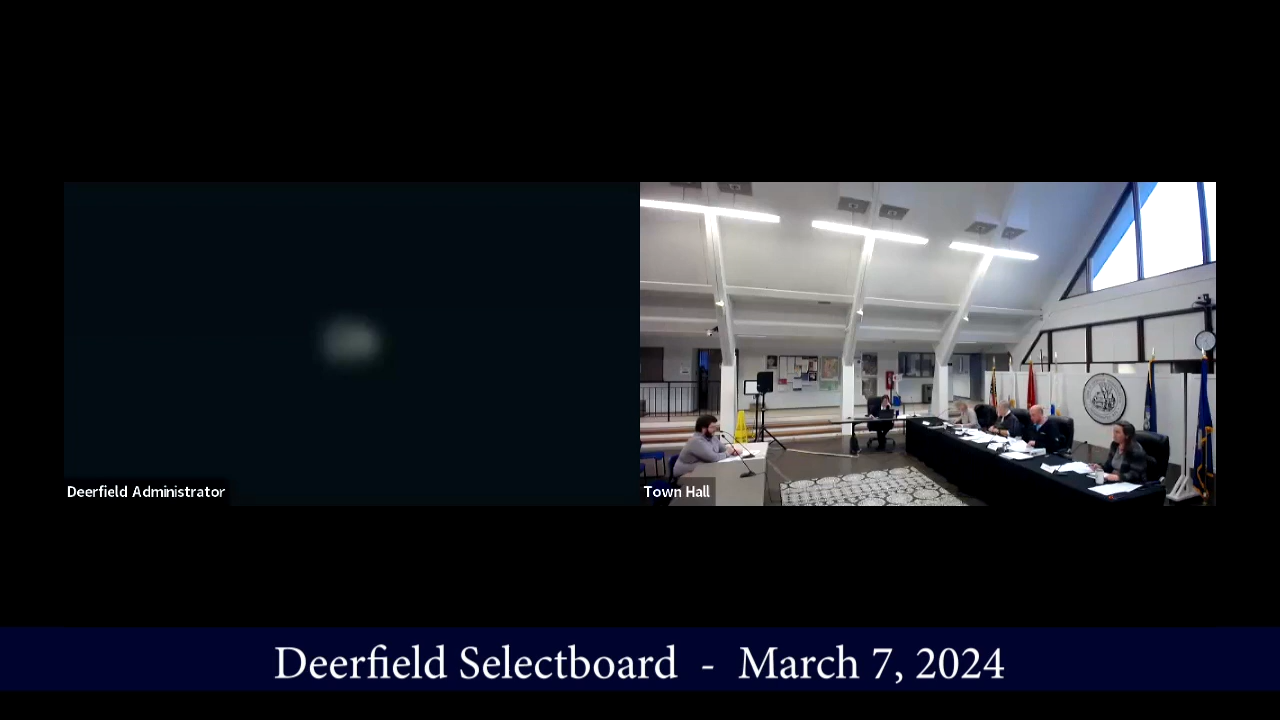 Deerfield Administrator
Town Hall
Deerfield Selectboard - March 7, 2024